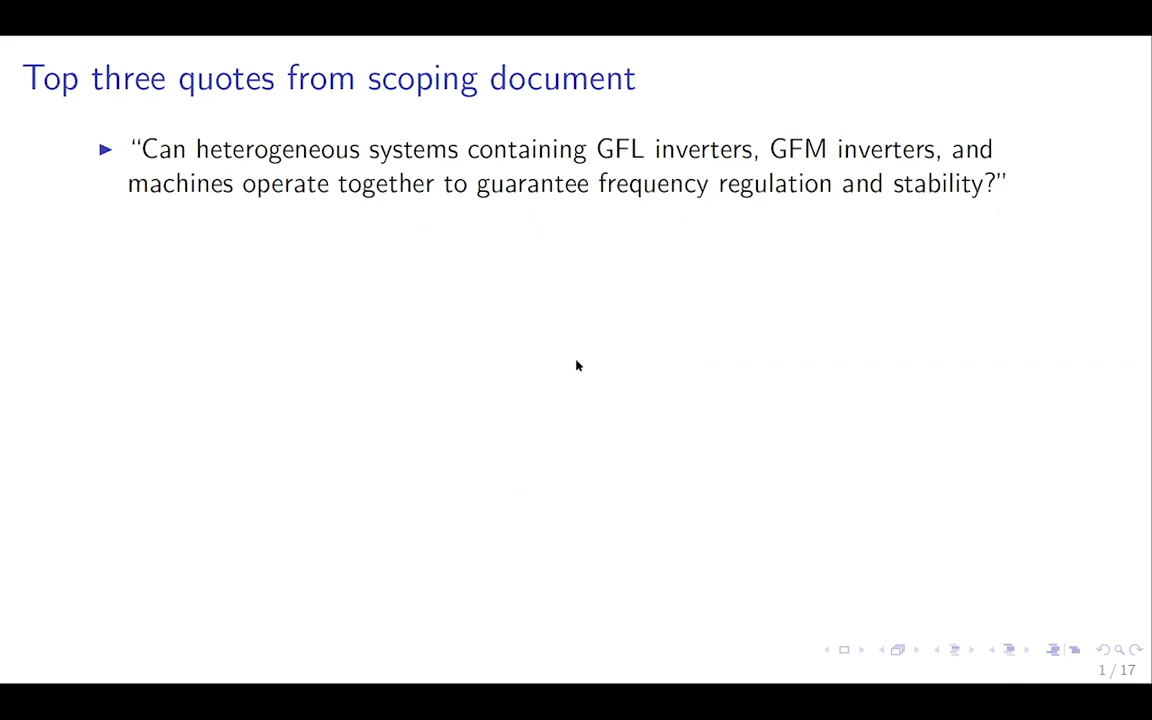 Top three quotes from scoping document
▶ “Can heterogeneous systems containing GFL inverters, GFM inverters, and
machines operate together to guarantee frequency regulation and stability?”
1 / 17